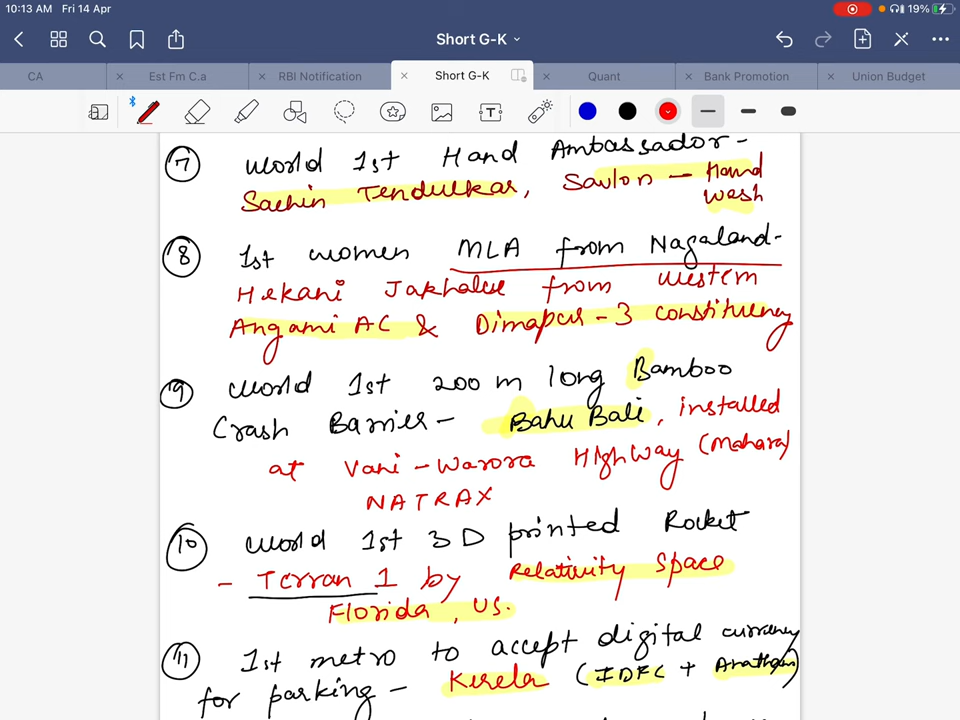 10:13 AM Fri 14 Apr 19%
Short G-K
CA Est Fm C.a RBI Notification Short G-K Quant Bank Promotion Union Budget
7 World 1st Hand Ambassador-
Sachin Tendulkar, Savlon - Hand
Wash
8 1st women MLA from Nagaland-
Hekani Jakhalu from western
Angami AC & Dimapur-3 constituency
9 World 1st 200 m long Bamboo
Crash Barrier- Bahu Bali, installed
at Vani-Warora HIghway (Mahara)
NATRAX
10 World 1st 3D printed Rocket
- Terran 1 by Relativity Space
Florida, US.
11 1st metro to accept digital currency
for parking- Kerela (IDFC +